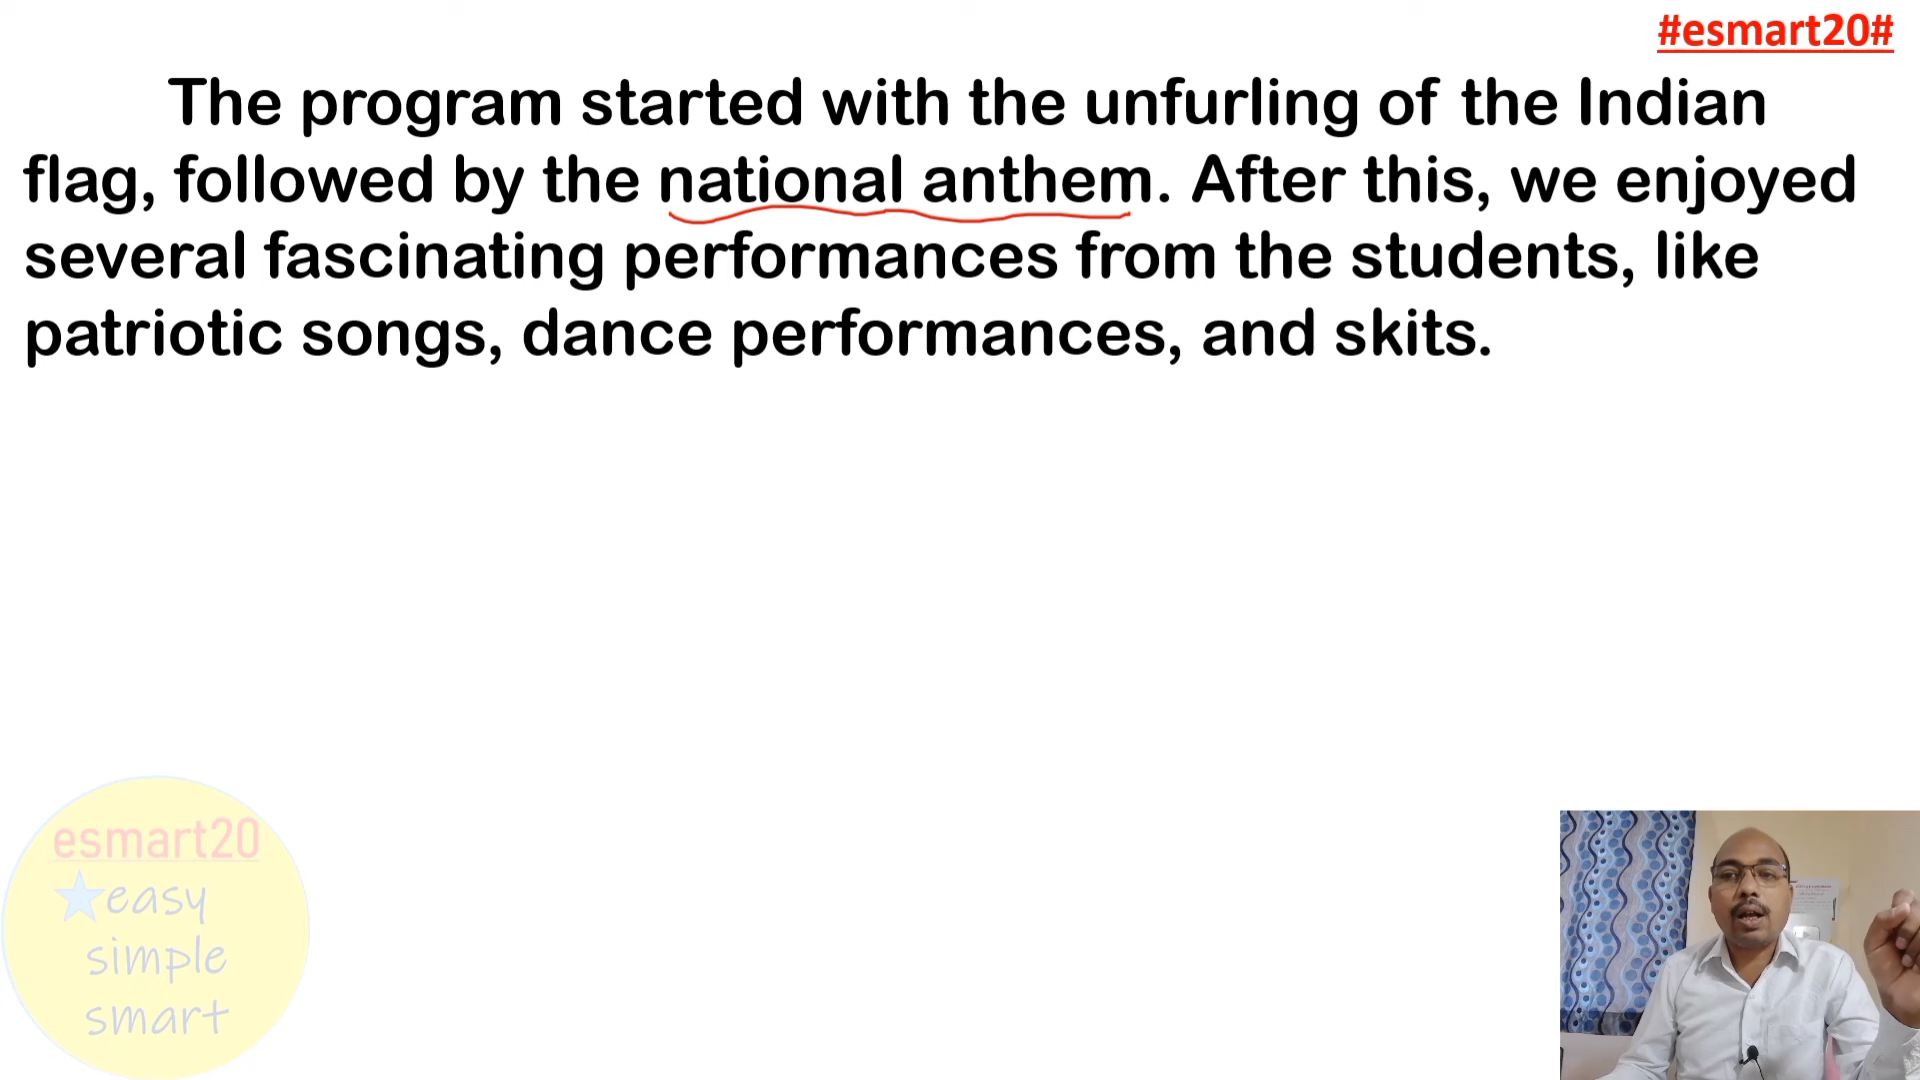 #esmart20#
The program started with the unfurling of the Indian
flag, followed by the national anthem. After this, we enjoyed
several fascinating performances from the students, like
patriotic songs, dance performances, and skits.
esmart20
easy
simple
smart